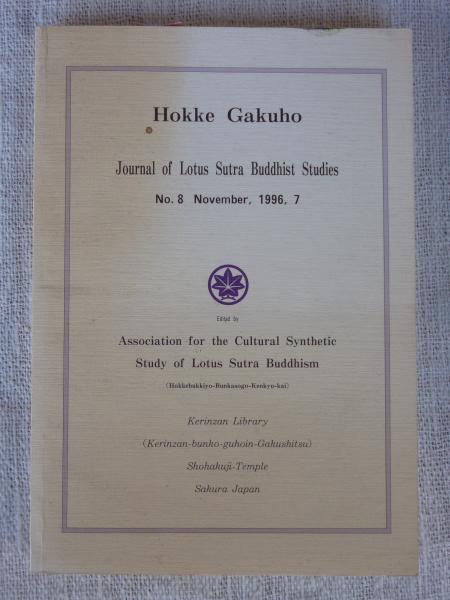 Hokke Gakuho
Journal of Lotus Sutra Buddhist Studies
No.8 November, 1996, 7
Edited by
Association for the Cultural Synthetic
Study of Lotus Sutra Buddhism
(Hokkebukkiyo-Bunkasogo-Kenkyu-kai)
Kerinzan Library
(Kerinzan-bunko-guhoin-Gakushitsu)
Shohakuji-Temple
Sakura Japan